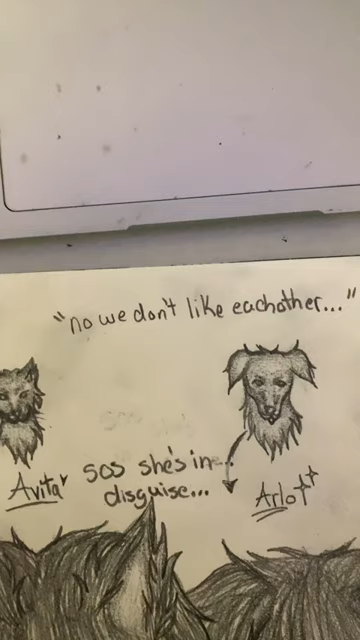 "no we don't like eachother..."
sos she's in..
disguise...
Avita
Arlo